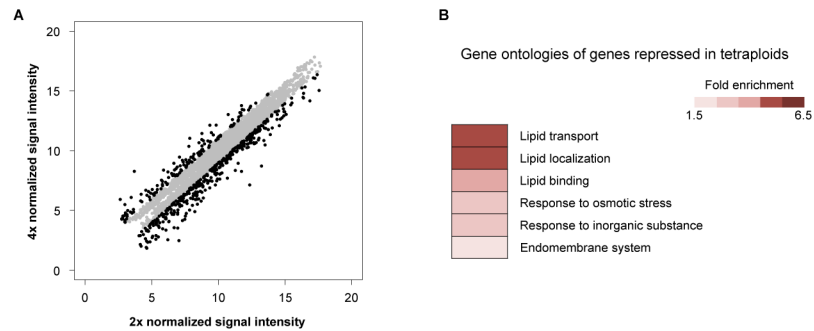 A
20
15
10
5
0
4x normalized signal intensity
0 5 10 15 20
2x normalized signal intensity
B
Gene ontologies of genes repressed in tetraploids
Fold enrichment
1.5 6.5
Lipid transport
Lipid localization
Lipid binding
Response to osmotic stress
Response to inorganic substance
Endomembrane system